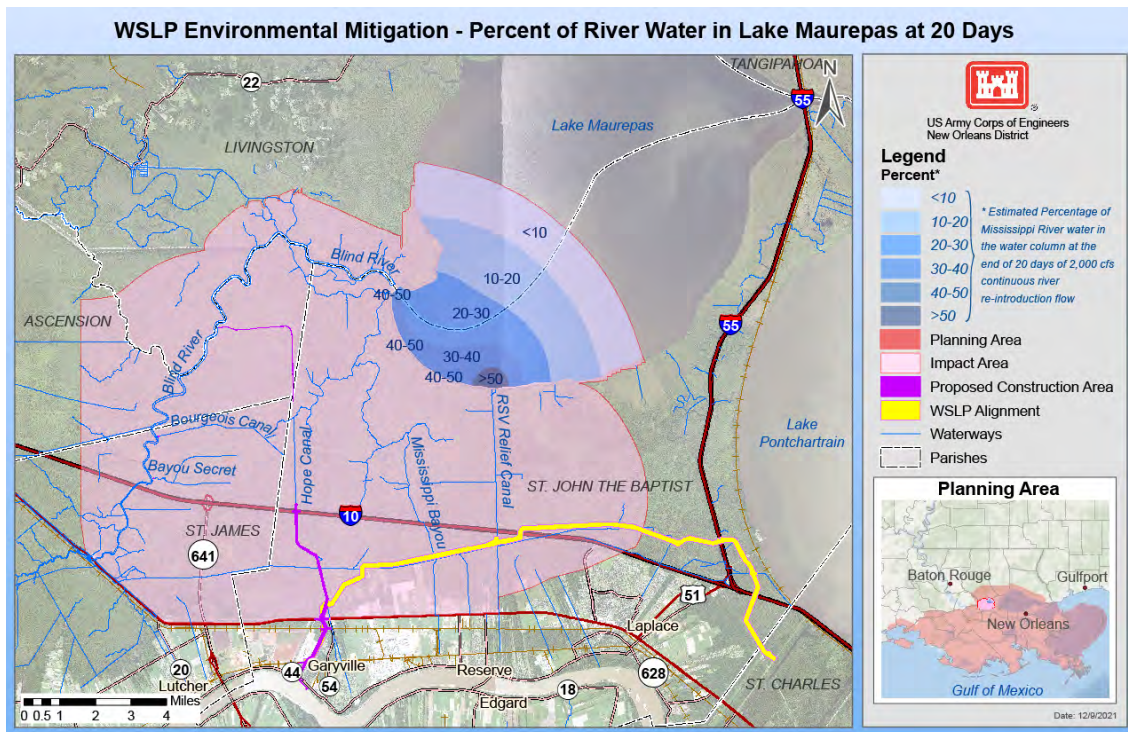 WSLP Environmental Mitigation - Percent of River Water in Lake Maurepas at 20 Days
TANGIPAHOA
N
22
55
Lake Maurepas
LIVINGSTON
<10
Blind River
10-20
40-50
20-30
ASCENSION
55
40-50
30-40
40-50
>50
Blind River
RSV Relief Canal
Bourgeois Canal
Lake
Pontchartrain
Hope Canal
Mississippi Bayou
Bayou Secret
ST. JOHN THE BAPTIST
10
ST. JAMES
641
51
Laplace
44
Garyville
Reserve
20
54
628
Lutcher
18
Edgard
ST. CHARLES
Miles
0 0.5 1 2 3 4
US Army Corps of Engineers
New Orleans District
Legend
Percent*
<10
10-20
20-30
30-40
40-50
>50
* Estimated Percentage of
Mississippi River water in
the water column at the
end of 20 days of 2,000 cfs
continuous river
re-introduction flow
Planning Area
Impact Area
Proposed Construction Area
WSLP Alignment
Waterways
Parishes
Planning Area
Baton Rouge
Gulfport
New Orleans
Gulf of Mexico
Date: 12/9/2021